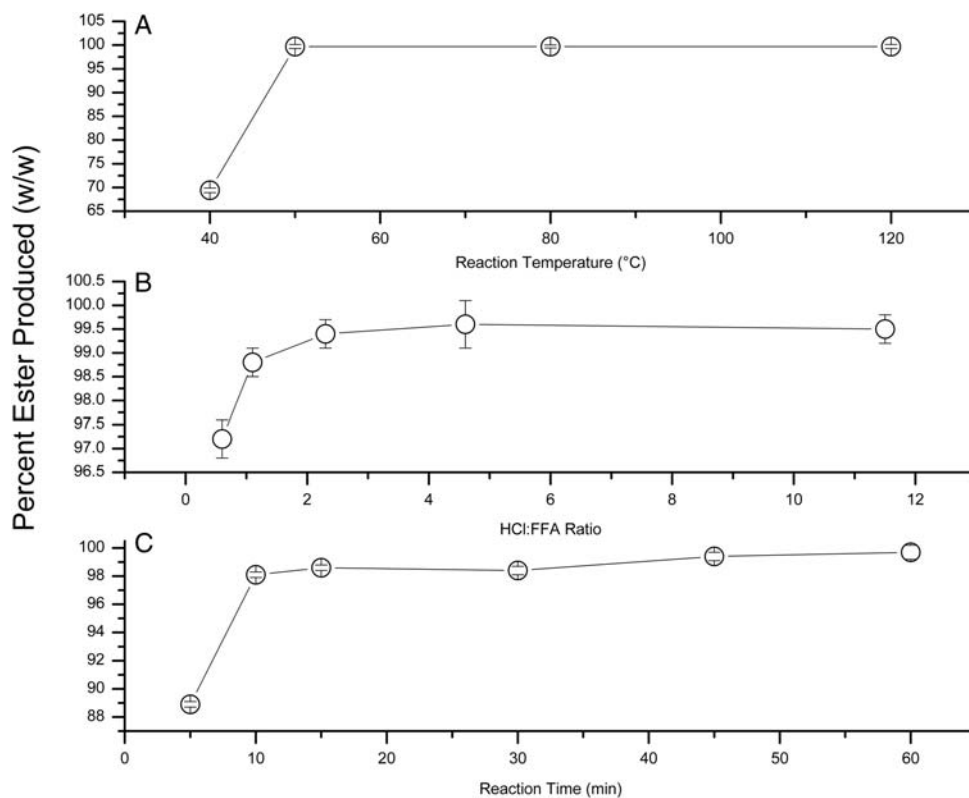 Percent Ester Produced (w/w)
A
105
100
95
90
85
80
75
70
65
40 60 80 100 120
Reaction Temperature (°C)
B
100.5
100.0
99.5
99.0
98.5
98.0
97.5
97.0
96.5
0 2 4 6 8 10 12
HCl:FFA Ratio
C
100
98
96
94
92
90
88
0 10 20 30 40 50 60
Reaction Time (min)